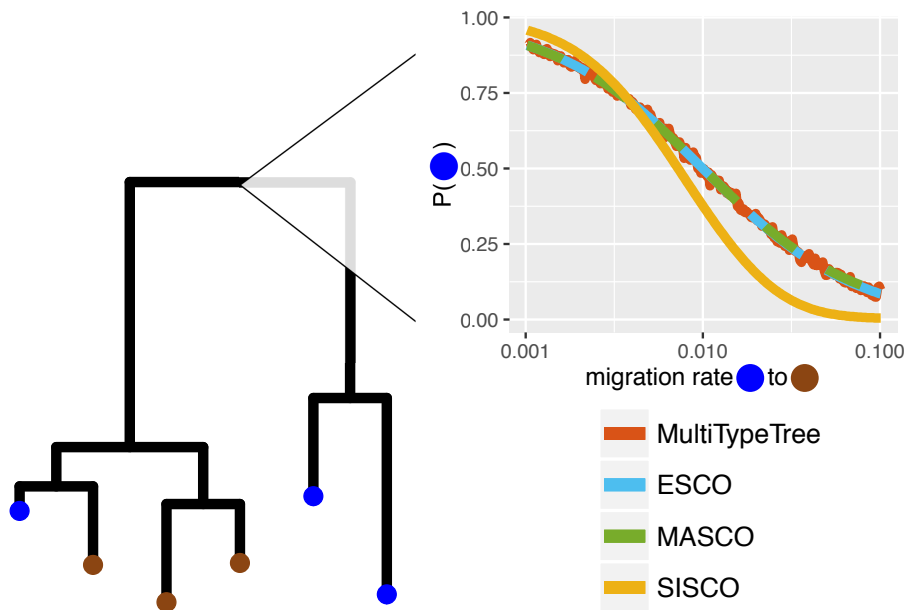 1.00
0.75
0.50
0.25
0.00
P( )
0.001 0.010 0.100
migration rate to
MultiTypeTree
ESCO
MASCO
SISCO